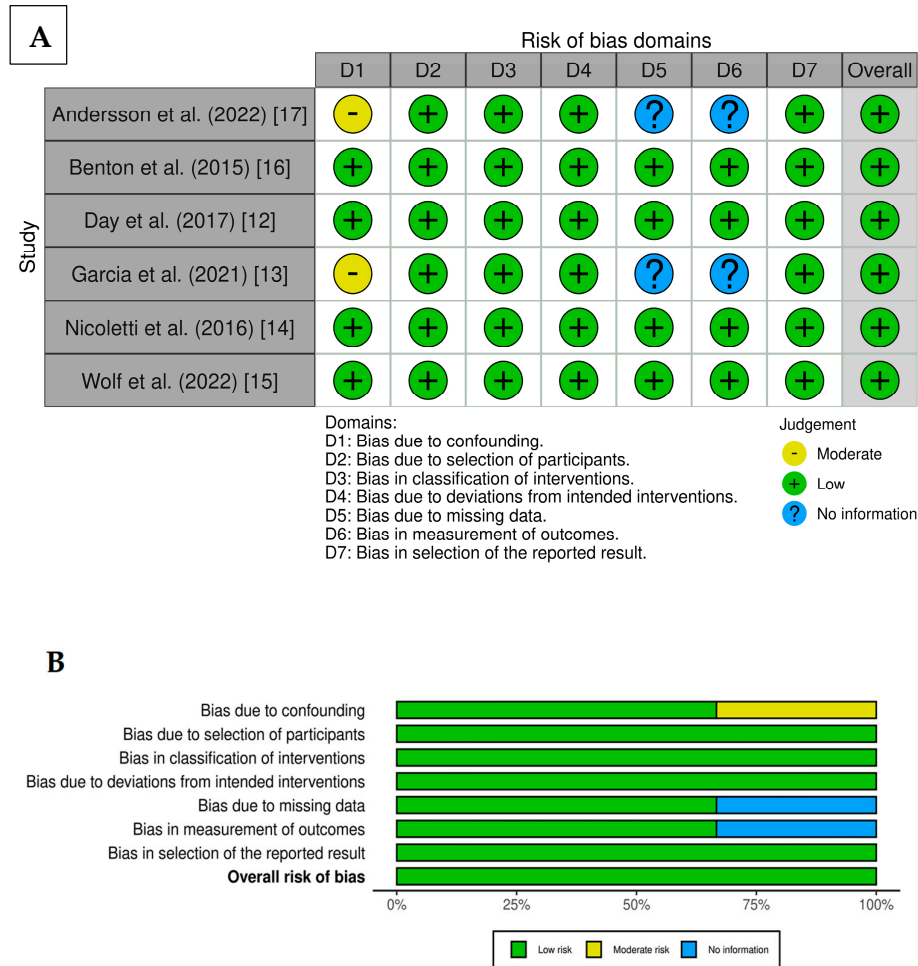 A
Risk of bias domains
D1 D2 D3 D4 D5 D6 D7 Overall
Study
Andersson et al. (2022) [17] - + + + ? ? + +
Benton et al. (2015) [16] + + + + + + + +
Day et al. (2017) [12] + + + + + + + +
Garcia et al. (2021) [13] - + + + ? ? + +
Nicoletti et al. (2016) [14] + + + + + + + +
Wolf et al. (2022) [15] + + + + + + + +
Domains:
D1: Bias due to confounding.
D2: Bias due to selection of participants.
D3: Bias in classification of interventions.
D4: Bias due to deviations from intended interventions.
D5: Bias due to missing data.
D6: Bias in measurement of outcomes.
D7: Bias in selection of the reported result.
Judgement
- Moderate
+ Low
? No information
B
Bias due to confounding
Bias due to selection of participants
Bias in classification of interventions
Bias due to deviations from intended interventions
Bias due to missing data
Bias in measurement of outcomes
Bias in selection of the reported result
Overall risk of bias
0% 25% 50% 75% 100%
Low risk Moderate risk No information